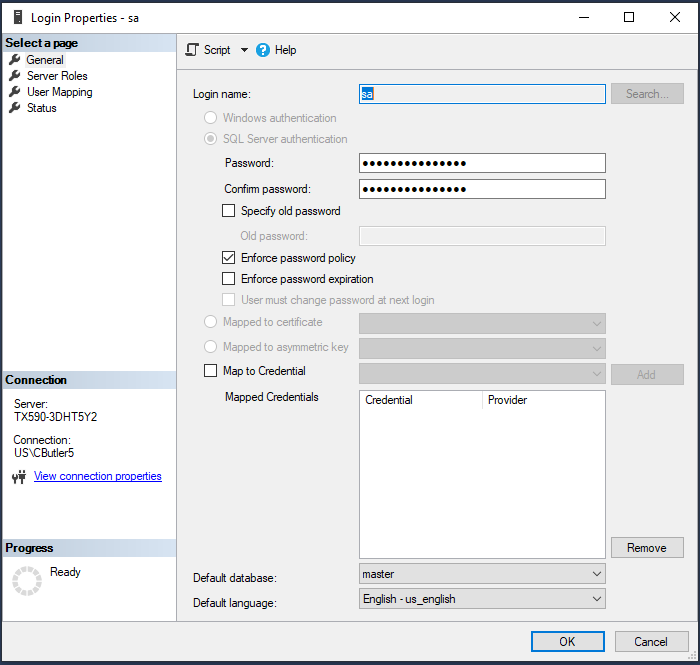 Login Properties - sa
Select a page
General
Server Roles
User Mapping
Status
Connection
Server:
TX590-3DHT5Y2
Connection:
US\CButler5
View connection properties
Progress
Ready
Script
Help
Login name:
sa
Search...
Windows authentication
SQL Server authentication
Password:
●●●●●●●●●●●●●●●
Confirm password:
●●●●●●●●●●●●●●●
Specify old password
Old password:
Enforce password policy
Enforce password expiration
User must change password at next login
Mapped to certificate
Mapped to asymmetric key
Map to Credential
Add
Mapped Credentials
Credential Provider
Remove
Default database:
master
Default language:
English - us_english
OK Cancel